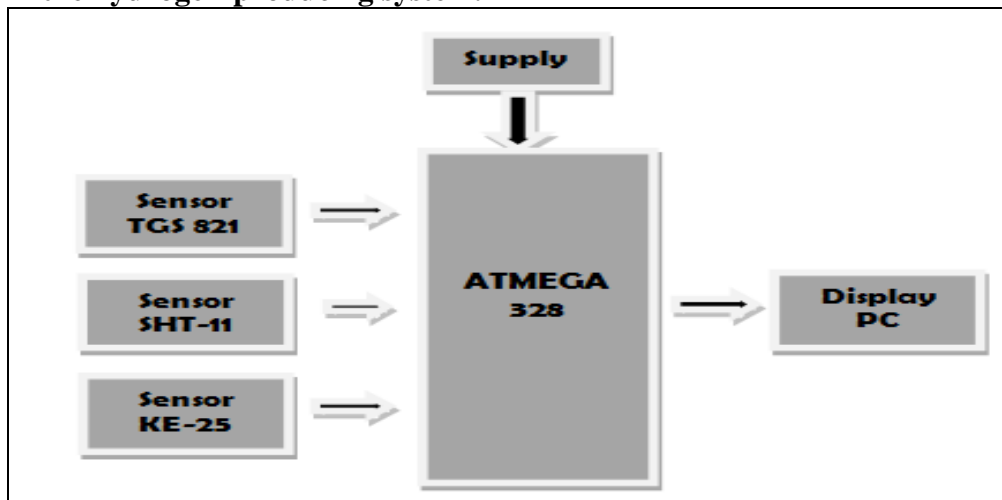 Supply
Sensor
TGS 821
Sensor
SHT-11
Sensor
KE-25
ATMEGA
328
Display
PC